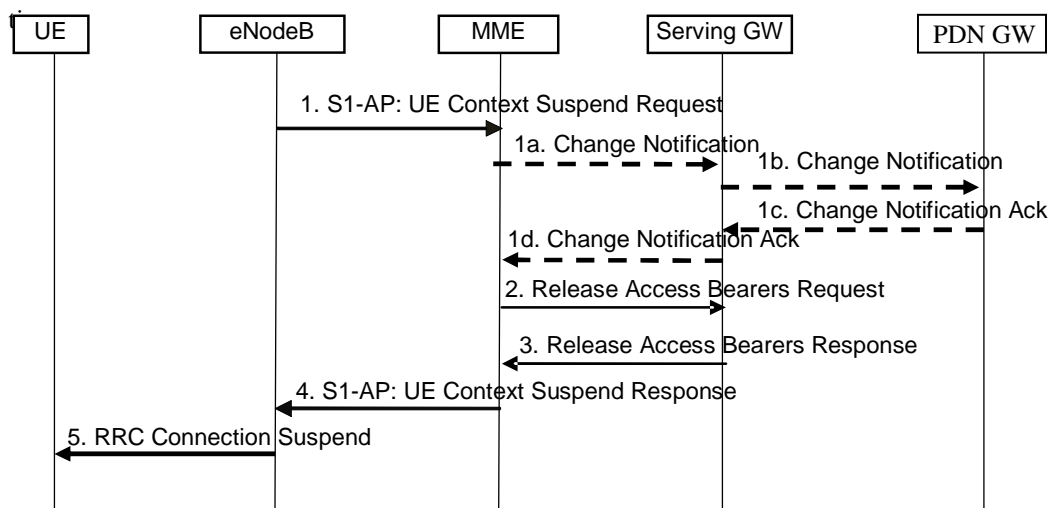 UE
eNodeB
MME
Serving GW
PDN GW
1. S1-AP: UE Context Suspend Request
1a. Change Notification
1b. Change Notification
1c. Change Notification Ack
1d. Change Notification Ack
2. Release Access Bearers Request
3. Release Access Bearers Response
4. S1-AP: UE Context Suspend Response
5. RRC Connection Suspend